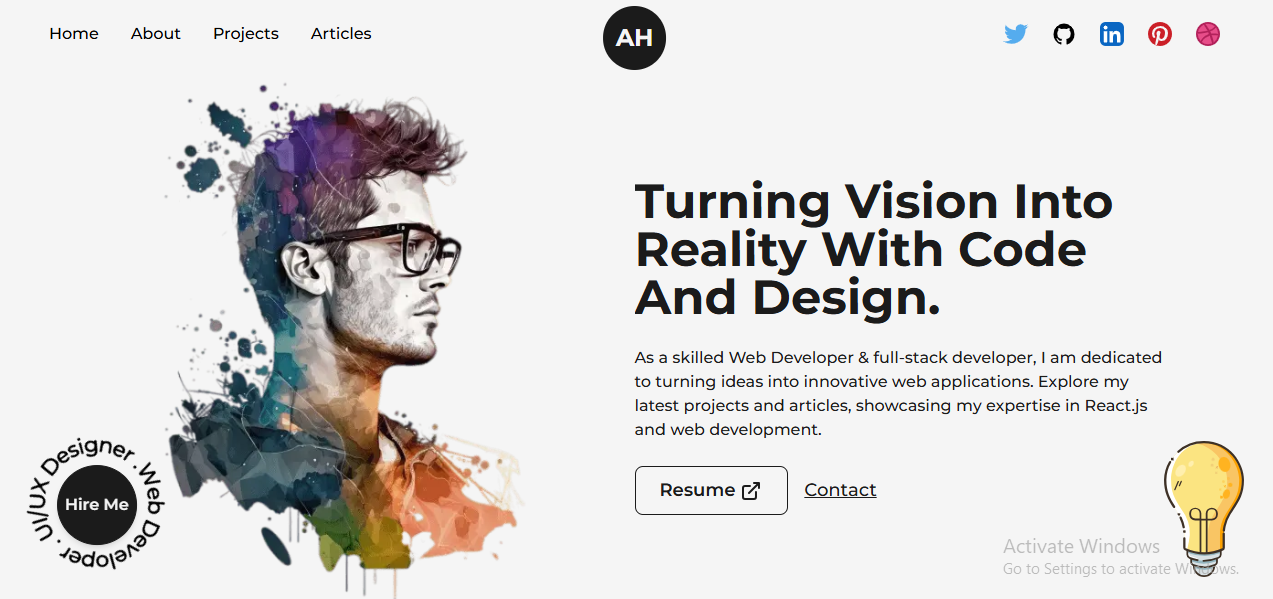 Home About Projects Articles
AH
Turning Vision Into
Reality With Code
And Design.
As a skilled Web Developer & full-stack developer, I am dedicated
to turning ideas into innovative web applications. Explore my
latest projects and articles, showcasing my expertise in React.js
and web development.
Resume Contact
UI/UX Designer . Web Developer .
Hire Me
Activate Windows
Go to Settings to activate Windows.